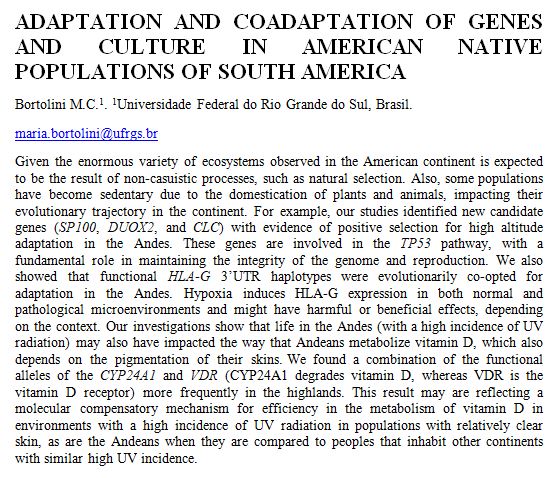 ADAPTATION AND COADAPTATION OF GENES
AND CULTURE IN AMERICAN NATIVE
POPULATIONS OF SOUTH AMERICA
Bortolini M.C.¹. ¹Universidade Federal do Rio Grande do Sul, Brasil.
maria.bortolini@ufrgs.br
Given the enormous variety of ecosystems observed in the American continent is expected
to be the result of non-casuistic processes, such as natural selection. Also, some populations
have become sedentary due to the domestication of plants and animals, impacting their
evolutionary trajectory in the continent. For example, our studies identified new candidate
genes (SP100, DUOX2, and CLC) with evidence of positive selection for high altitude
adaptation in the Andes. These genes are involved in the TP53 pathway, with a
fundamental role in maintaining the integrity of the genome and reproduction. We also
showed that functional HLA-G 3’UTR haplotypes were evolutionarily co-opted for
adaptation in the Andes. Hypoxia induces HLA-G expression in both normal and
pathological microenvironments and might have harmful or beneficial effects, depending
on the context. Our investigations show that life in the Andes (with a high incidence of UV
radiation) may also have impacted the way that Andeans metabolize vitamin D, which also
depends on the pigmentation of their skins. We found a combination of the functional
alleles of the CYP24A1 and VDR (CYP24A1 degrades vitamin D, whereas VDR is the
vitamin D receptor) more frequently in the highlands. This result may are reflecting a
molecular compensatory mechanism for efficiency in the metabolism of vitamin D in
environments with a high incidence of UV radiation in populations with relatively clear
skin, as are the Andeans when they are compared to peoples that inhabit other continents
with similar high UV incidence.